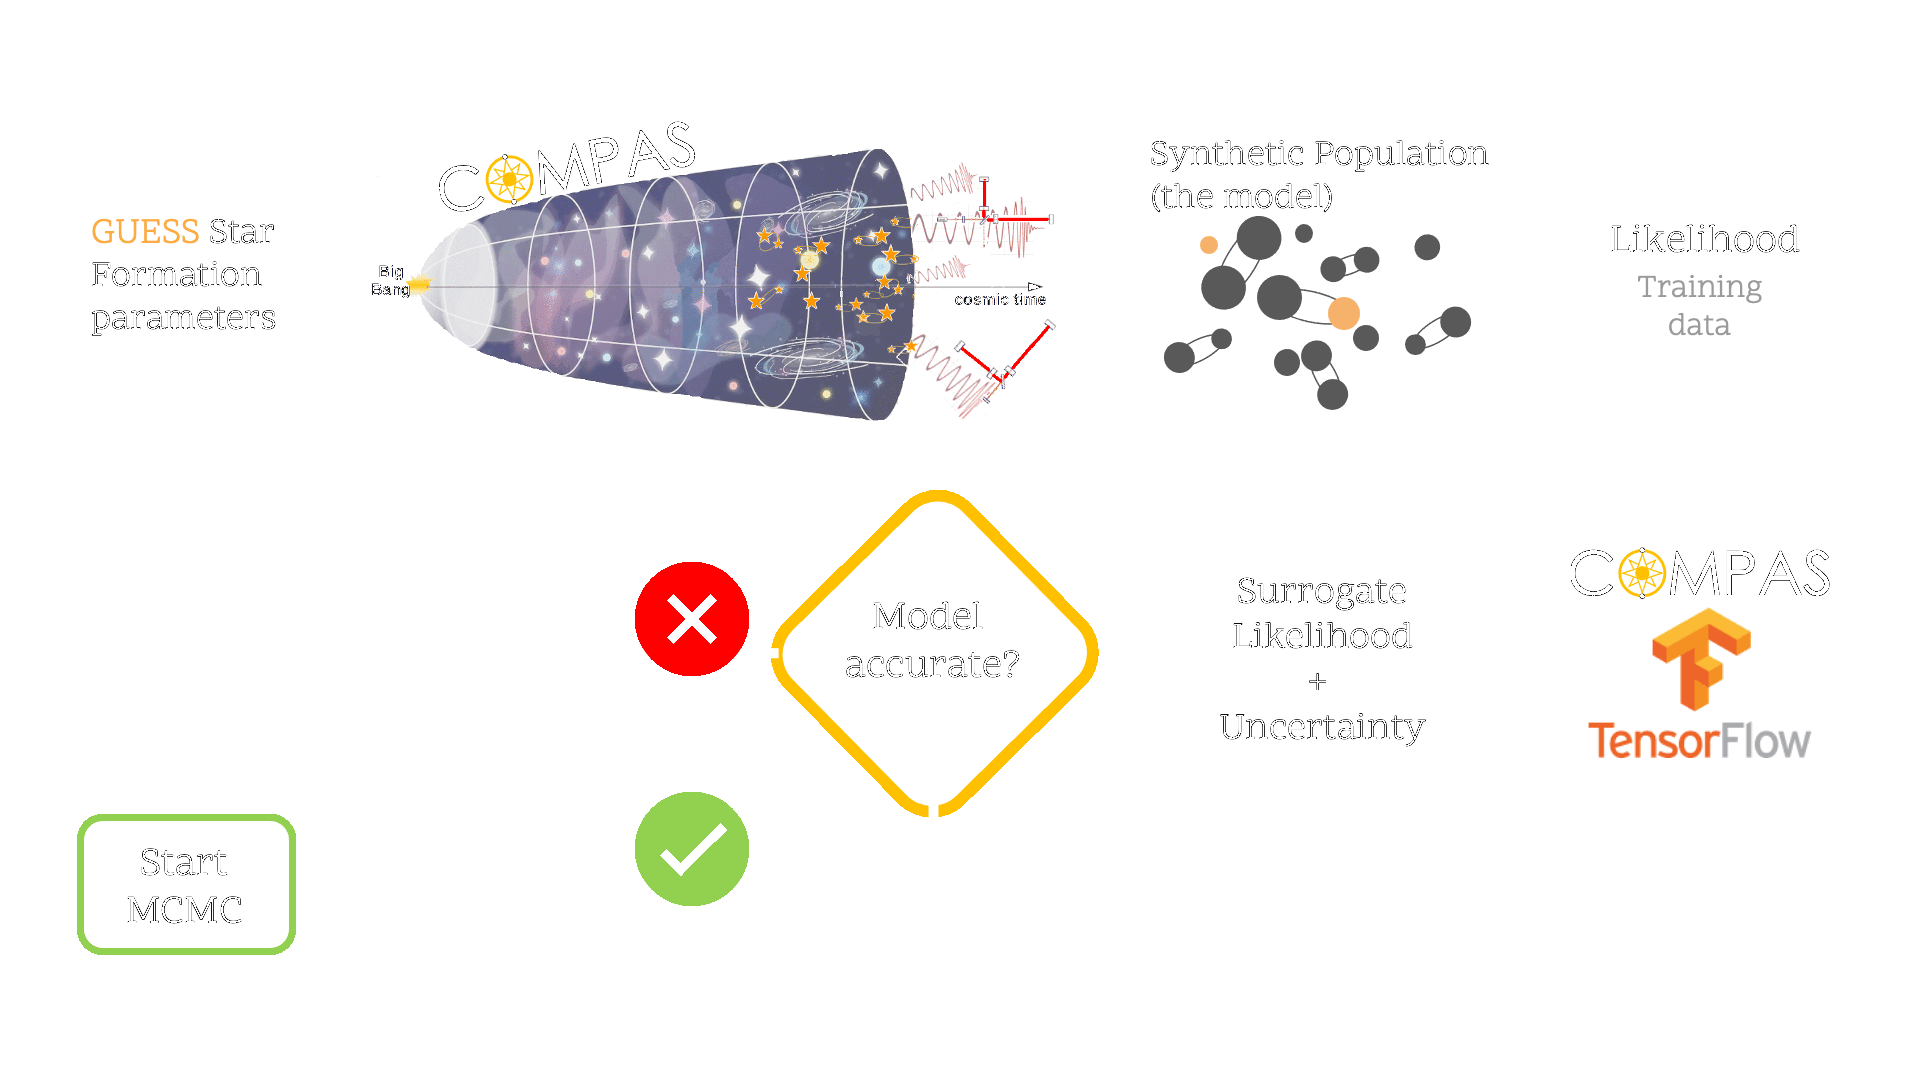 COMPAS
GUESS Star
Formation
parameters
Big
Bang
cosmic time
Synthetic Population
(the model)
Likelihood
Training
data
Model
accurate?
Surrogate
Likelihood
+
Uncertainty
COMPAS
TensorFlow
Start
MCMC